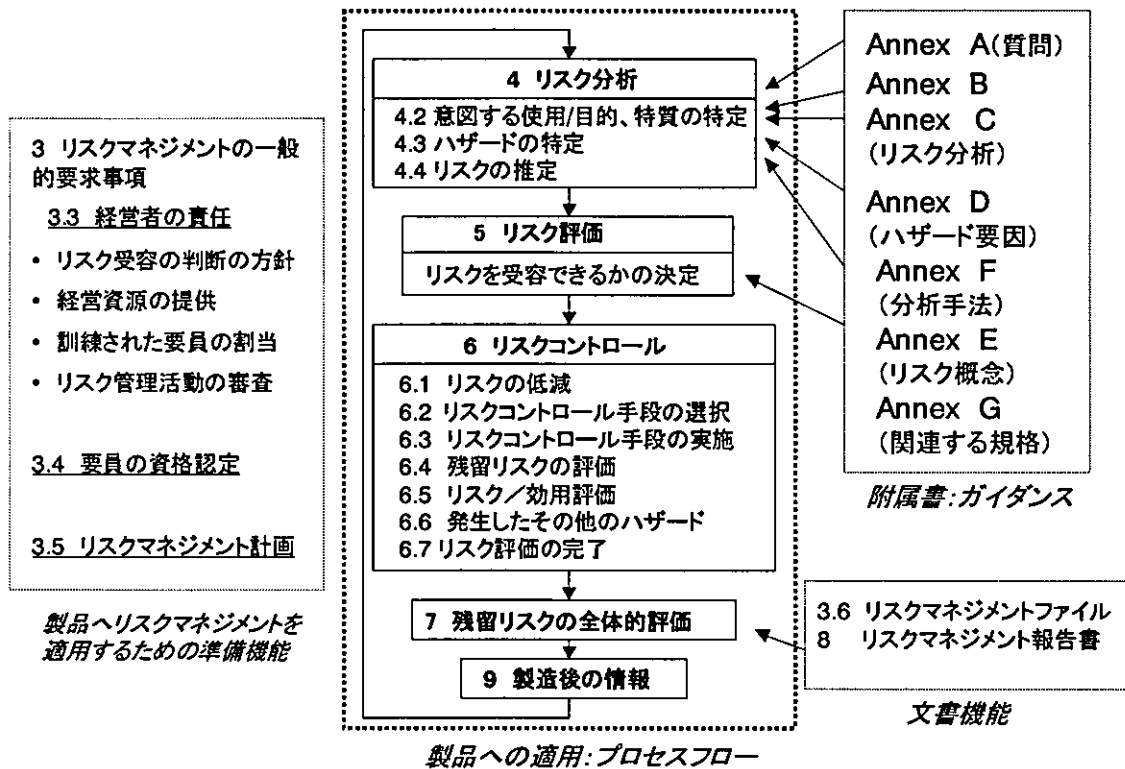 3 リスクマネジメントの一般
的要求事項
3.3 経営者の責任
• リスク受容の判断の方針
• 経営資源の提供
• 訓練された要員の割当
• リスク管理活動の審査
3.4 要員の資格認定
3.5 リスクマネジメント計画
製品へリスクマネジメントを
適用するための準備機能
4 リスク分析
4.2 意図する使用/目的、特質の特定
4.3 ハザードの特定
4.4 リスクの推定
5 リスク評価
リスクを受容できるかの決定
6 リスクコントロール
6.1 リスクの低減
6.2 リスクコントロール手段の選択
6.3 リスクコントロール手段の実施
6.4 残留リスクの評価
6.5 リスク／効用評価
6.6 発生したその他のハザード
6.7 リスク評価の完了
7 残留リスクの全体的評価
9 製造後の情報
製品への適用：プロセスフロー
Annex A(質問)
Annex B
Annex C
(リスク分析)
Annex D
(ハザード要因)
Annex F
(分析手法)
Annex E
(リスク概念)
Annex G
(関連する規格)
附属書：ガイダンス
3.6 リスクマネジメントファイル
8 リスクマネジメント報告書
文書機能